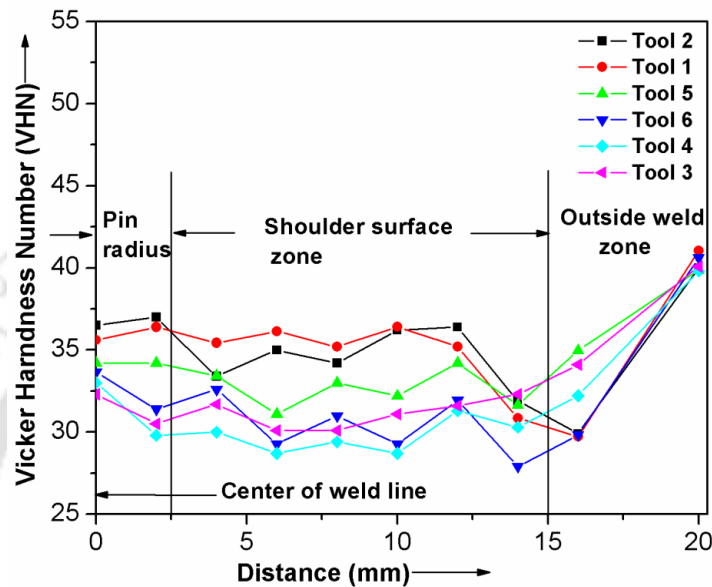 55
50
45
40
35
30
25
Vicker Harndness Number (VHN)
Tool 2
Tool 1
Tool 5
Tool 6
Tool 4
Tool 3
Pin
radius
Shoulder surface
zone
Outside weld
zone
Center of weld line
0
5
10
15
20
Distance (mm)